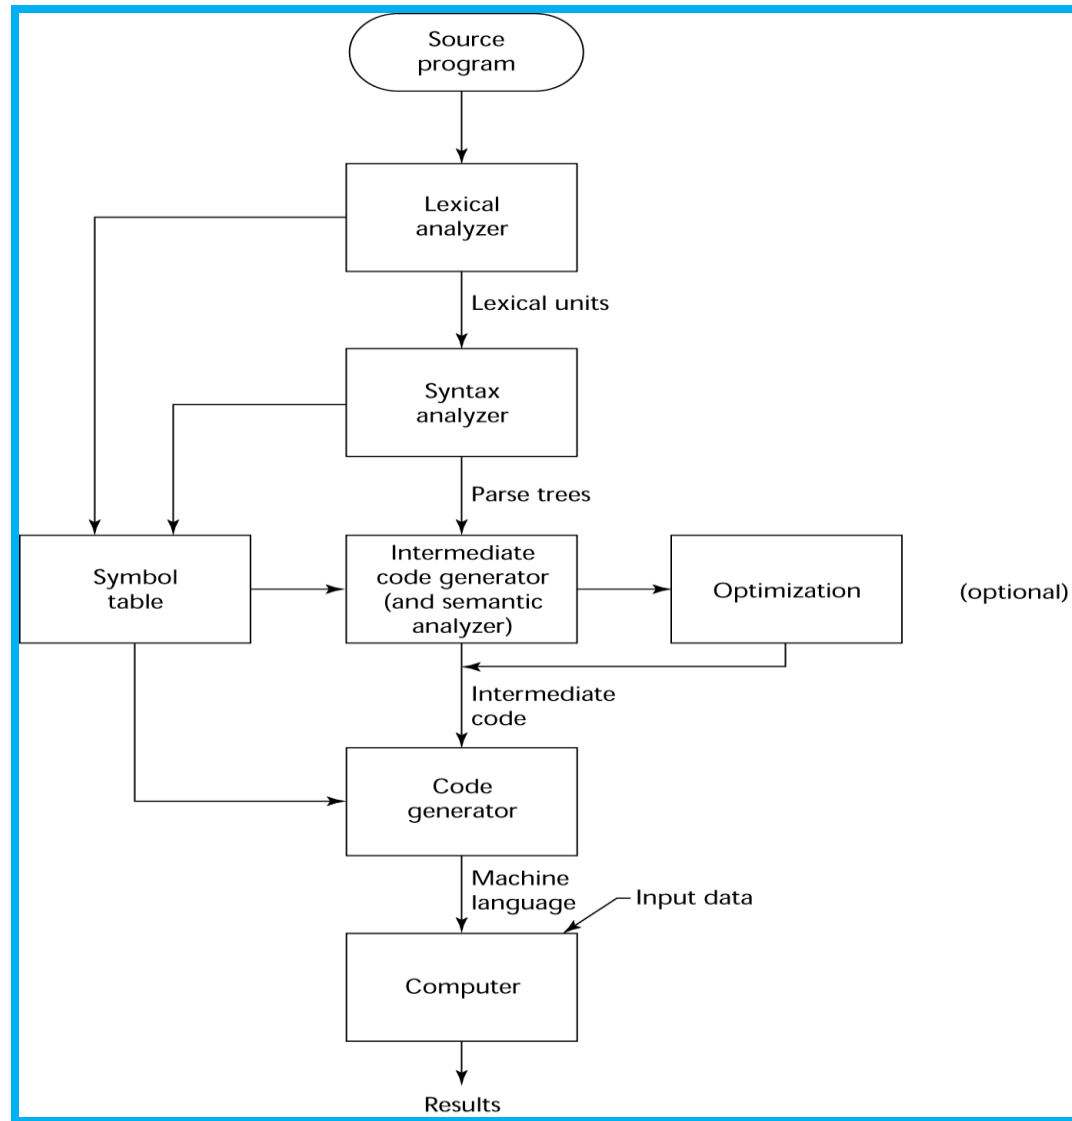 Source
program
Lexical
analyzer
Lexical units
Syntax
analyzer
Parse trees
Symbol
table
Intermediate
code generator
(and semantic
analyzer)
Optimization
(optional)
Intermediate
code
Code
generator
Machine
language
Input data
Computer
Results